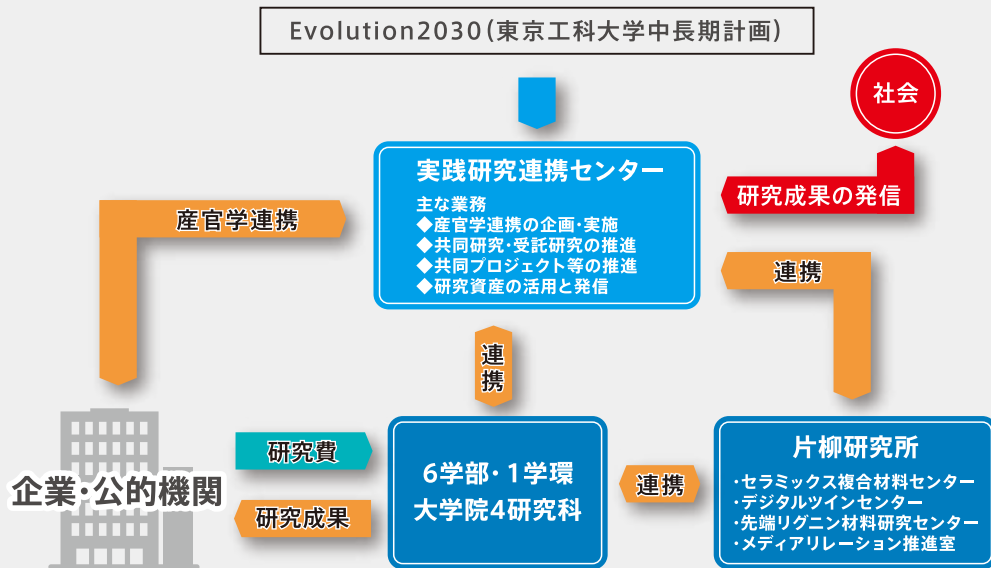 Evolution2030(東京工科大学中長期計画)
社会
実践研究連携センター
主な業務
◆産官学連携の企画・実施
◆共同研究・受託研究の推進
◆共同プロジェクト等の推進
◆研究資産の活用と発信
研究成果の発信
産官学連携
連携
連携
企業・公的機関
研究費
研究成果
6学部・1学環
大学院4研究科
連携
片柳研究所
・セラミックス複合材料センター
・デジタルツインセンター
・先端リグニン材料研究センター
・メディアリレーション推進室